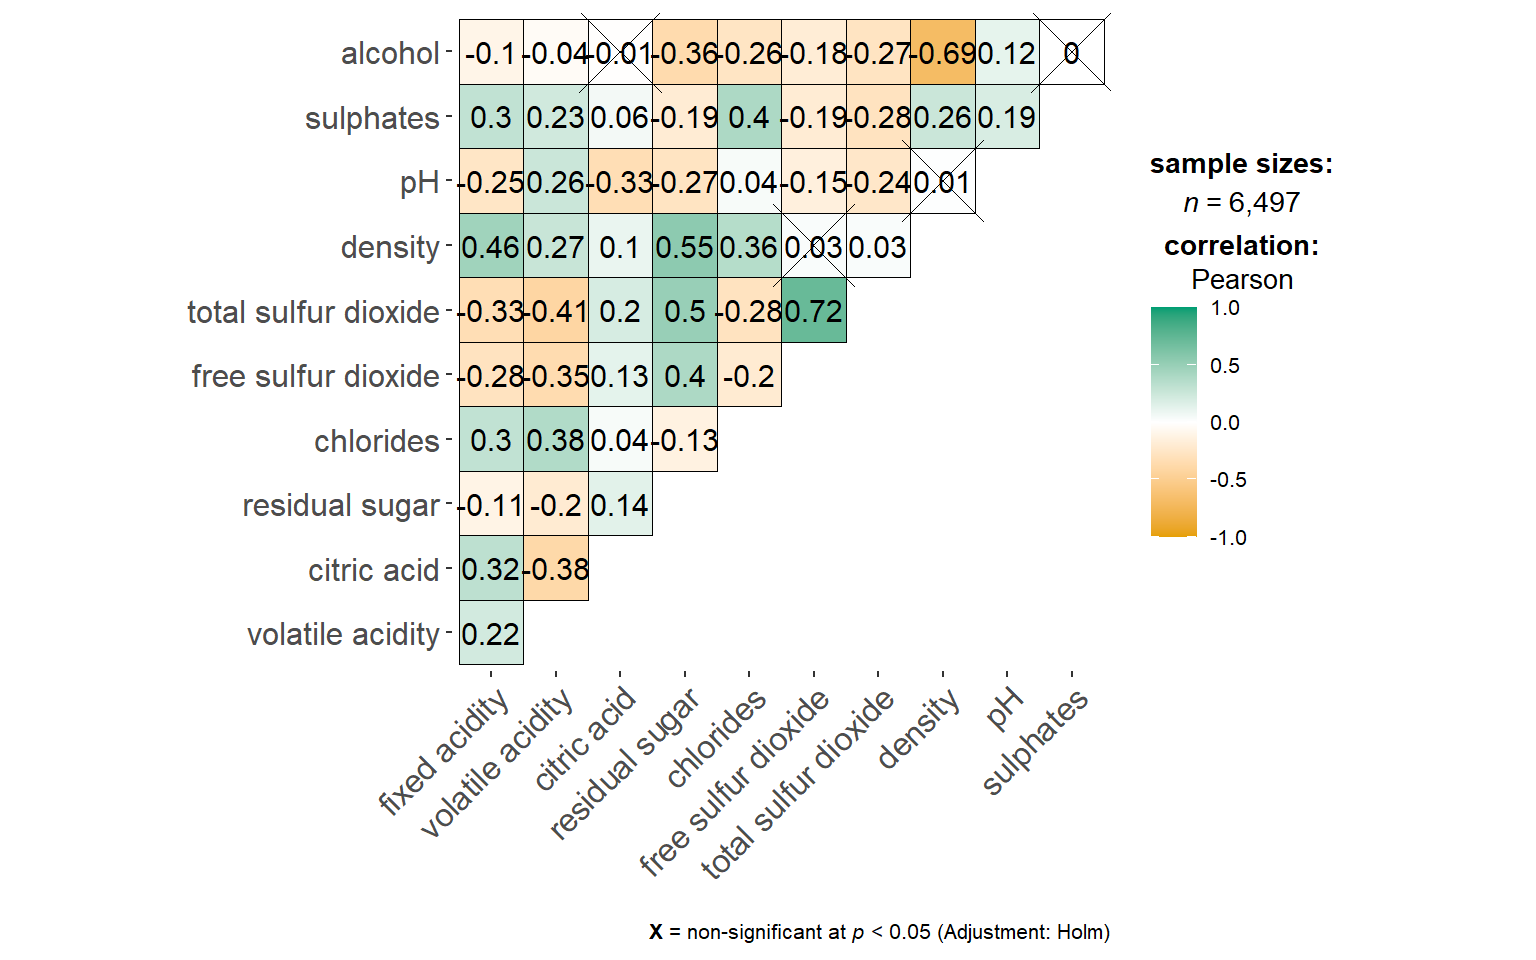 alcohol -0.1 -0.04 -0.01 -0.36 -0.26 -0.18 -0.27 -0.69 0.12 0
sulphates 0.3 0.23 0.06 -0.19 0.4 -0.19 -0.28 0.26 0.19
pH -0.25 0.26 -0.33 -0.27 0.04 -0.15 -0.24 0.01
density 0.46 0.27 0.1 0.55 0.36 0.03 0.03
total sulfur dioxide -0.33 -0.41 0.2 0.5 -0.28 0.72
free sulfur dioxide -0.28 -0.35 0.13 0.4 -0.2
chlorides 0.3 0.38 0.04 -0.13
residual sugar -0.11 -0.2 0.14
citric acid 0.32 -0.38
volatile acidity 0.22
fixed acidity
volatile acidity
citric acid
residual sugar
chlorides
free sulfur dioxide
total sulfur dioxide
density
pH
sulphates
sample sizes:
n = 6,497
correlation:
Pearson
1.0
0.5
0.0
-0.5
-1.0
X = non-significant at p < 0.05 (Adjustment: Holm)